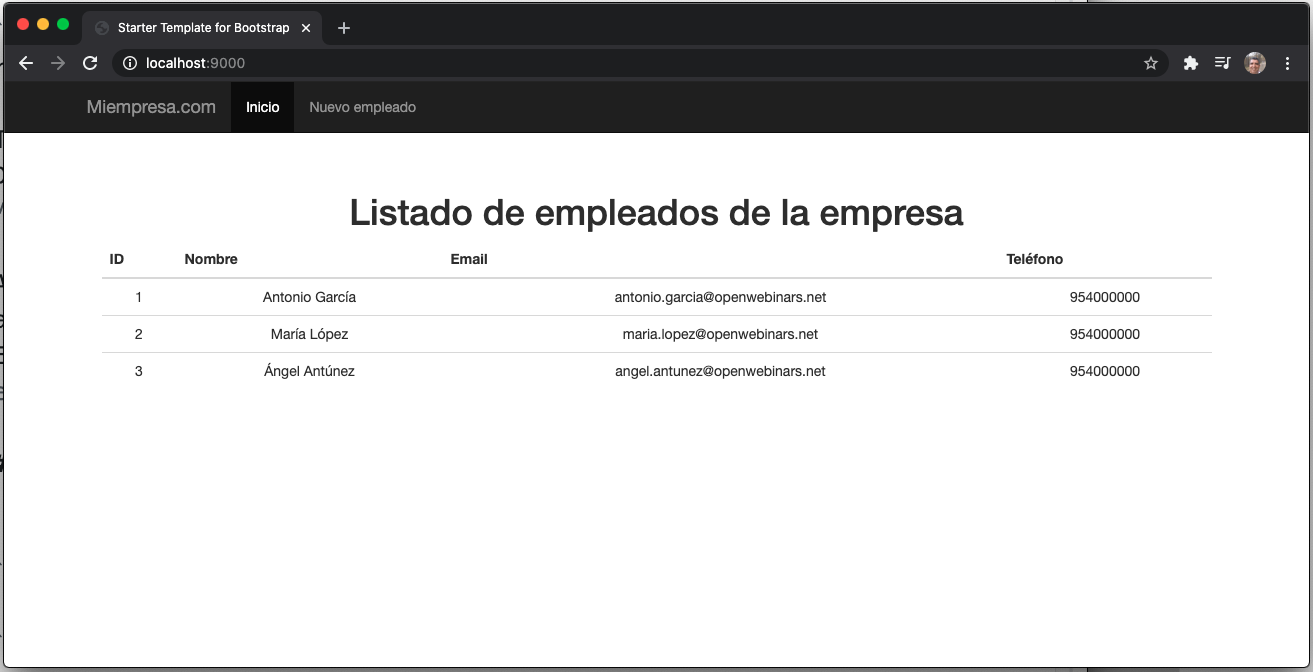 Starter Template for Bootstrap
localhost:9000
Miempresa.com Inicio Nuevo empleado
Listado de empleados de la empresa
ID Nombre Email Teléfono
1 Antonio García antonio.garcia@openwebinars.net 954000000
2 María López maria.lopez@openwebinars.net 954000000
3 Ángel Antúnez angel.antunez@openwebinars.net 954000000